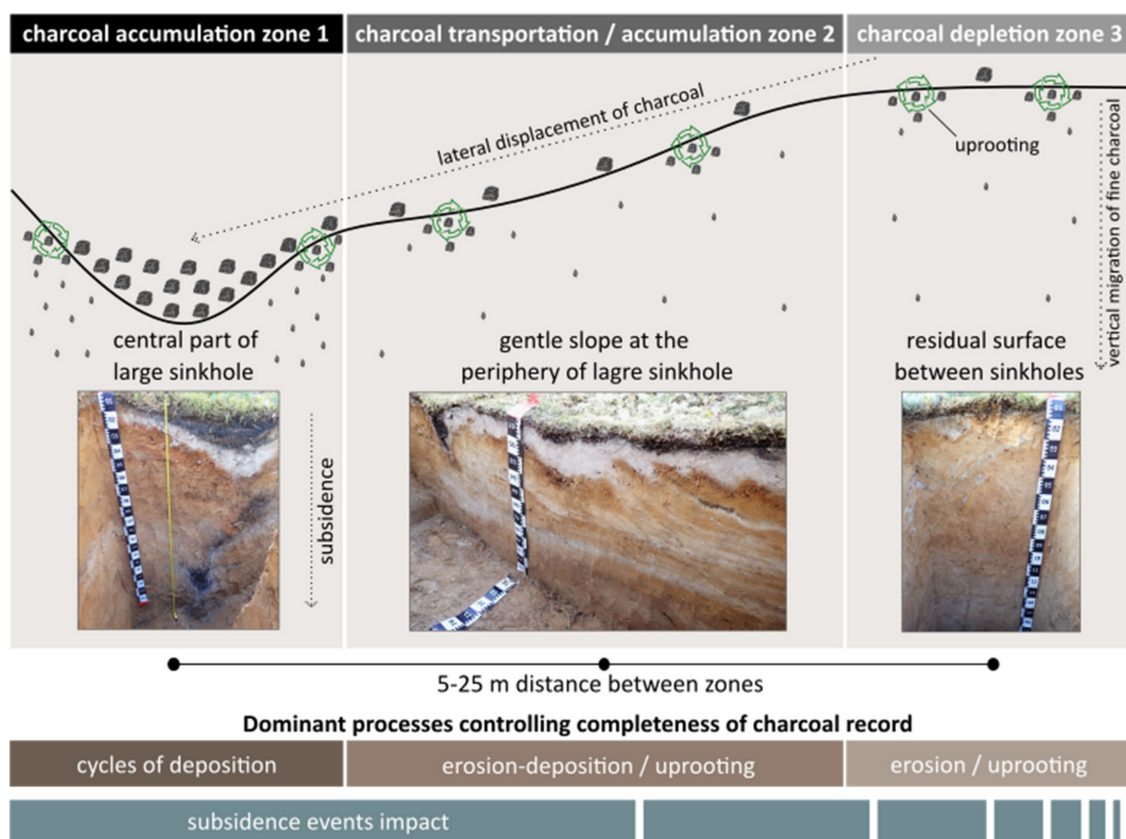 charcoal accumulation zone 1
charcoal transportation / accumulation zone 2
charcoal depletion zone 3
lateral displacement of charcoal
uprooting
vertical migration of fine charcoal
central part of
large sinkhole
gentle slope at the
periphery of lagre sinkhole
residual surface
between sinkholes
subsidence
5-25 m distance between zones
Dominant processes controlling completeness of charcoal record
cycles of deposition
erosion-deposition / uprooting
erosion / uprooting
subsidence events impact